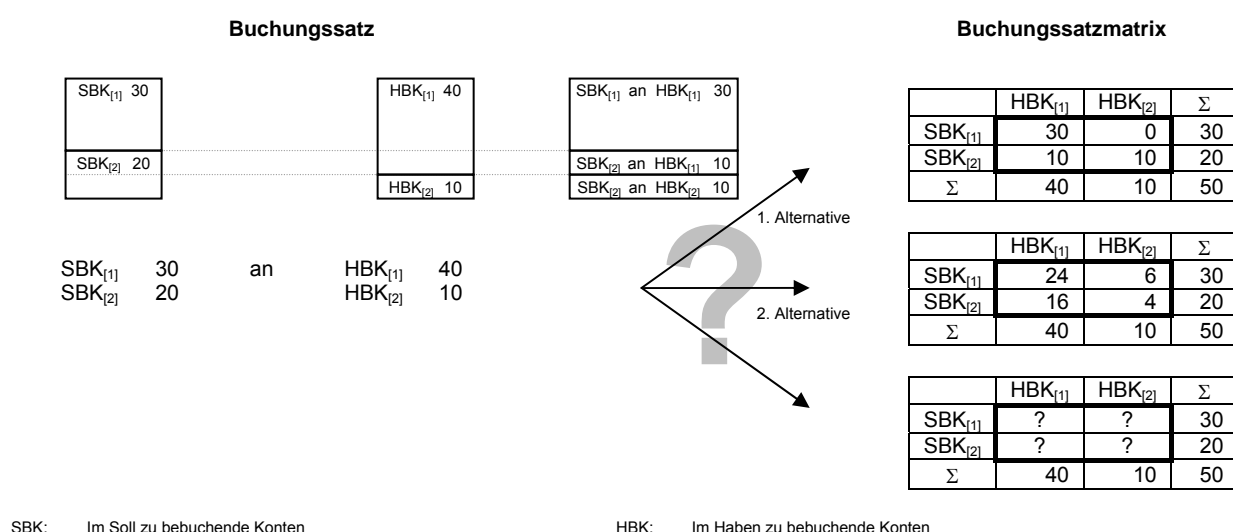 Buchungssatz
Buchungssatzmatrix
SBK[1] 30
SBK[2] 20
HBK[1] 40
HBK[2] 10
SBK[1] an HBK[1] 30
SBK[2] an HBK[1] 10
SBK[2] an HBK[2] 10
SBK[1] 30 an HBK[1] 40
SBK[2] 20 HBK[2] 10
?
1. Alternative
2. Alternative
HBK[1] HBK[2] Σ
SBK[1] 30 0 30
SBK[2] 10 10 20
Σ 40 10 50
HBK[1] HBK[2] Σ
SBK[1] 24 6 30
SBK[2] 16 4 20
Σ 40 10 50
HBK[1] HBK[2] Σ
SBK[1] ? ? 30
SBK[2] ? ? 20
Σ 40 10 50
SBK: Im Soll zu bebuchende Konten
HBK: Im Haben zu bebuchende Konten